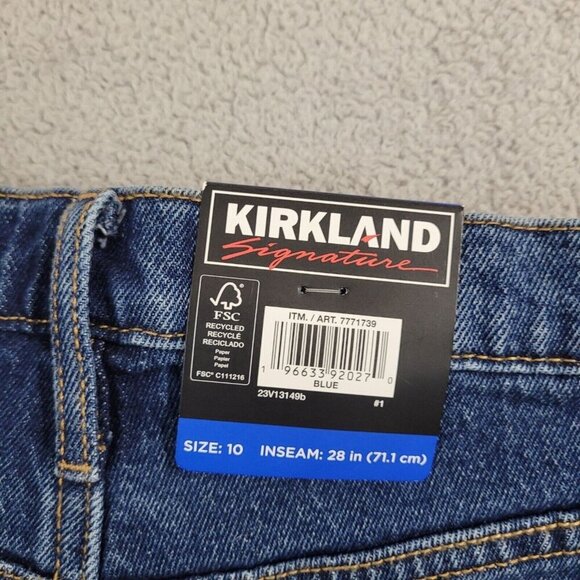 KIRKLAND
Signature
FSC
RECYCLED
RECYCLÉ
RECICLADO
Paper
Papier
Papel
FSC® C111216
ITM. / ART. 7771739
1 96633 92027 0
BLUE
23V13149b
#1
SIZE: 10 INSEAM: 28 in (71.1 cm)